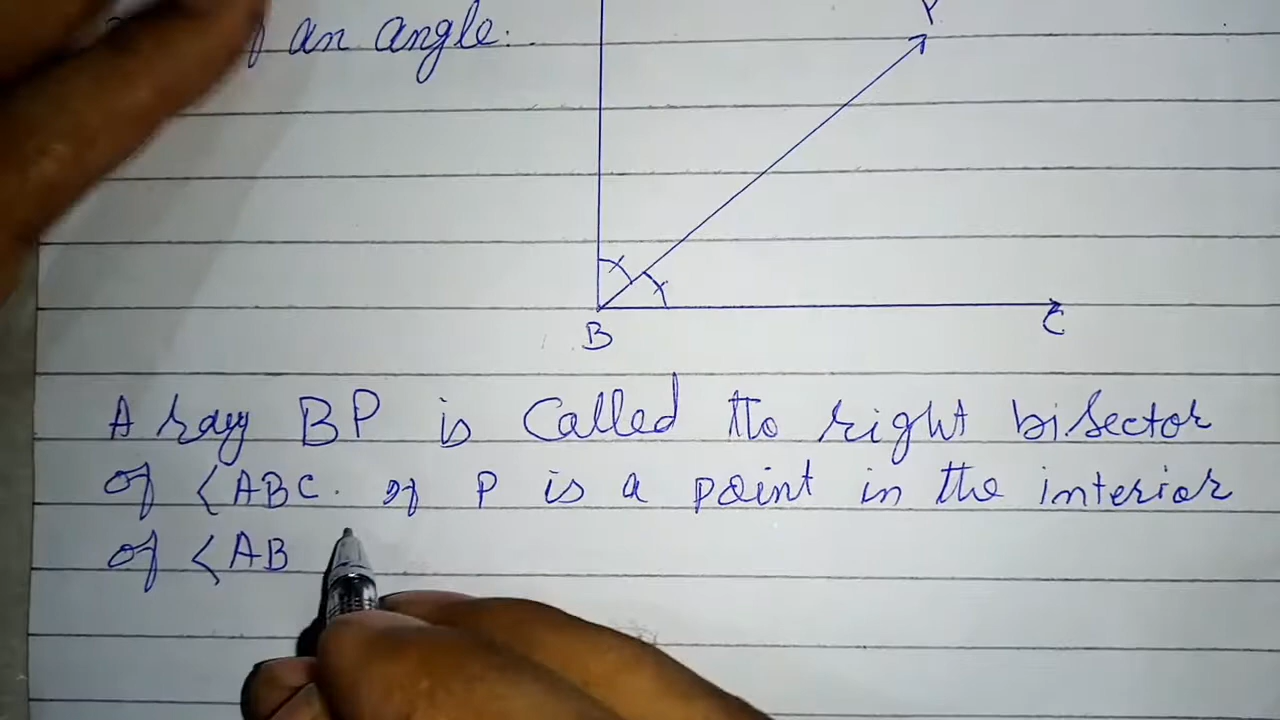 of an angle.
P
B
C
A ray BP is Called the right bisector
of <ABC. if P is a point in the interior
of <AB